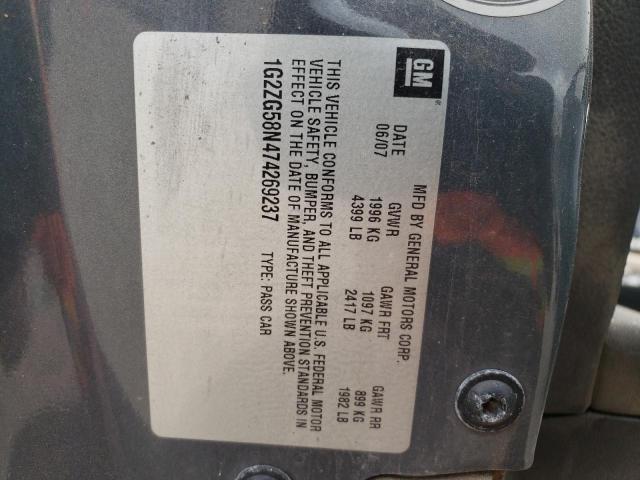 GM
MFD BY GENERAL MOTORS CORP.
DATE GVWR GAWR FRT GAWR RR
06/07 1996 KG 1097 KG 899 KG
4399 LB 2417 LB 1982 LB
THIS VEHICLE CONFORMS TO ALL APPLICABLE U.S. FEDERAL MOTOR
VEHICLE SAFETY, BUMPER, AND THEFT PREVENTION STANDARDS IN
EFFECT ON THE DATE OF MANUFACTURE SHOWN ABOVE.
1G2ZG58N474269237 TYPE: PASS CAR